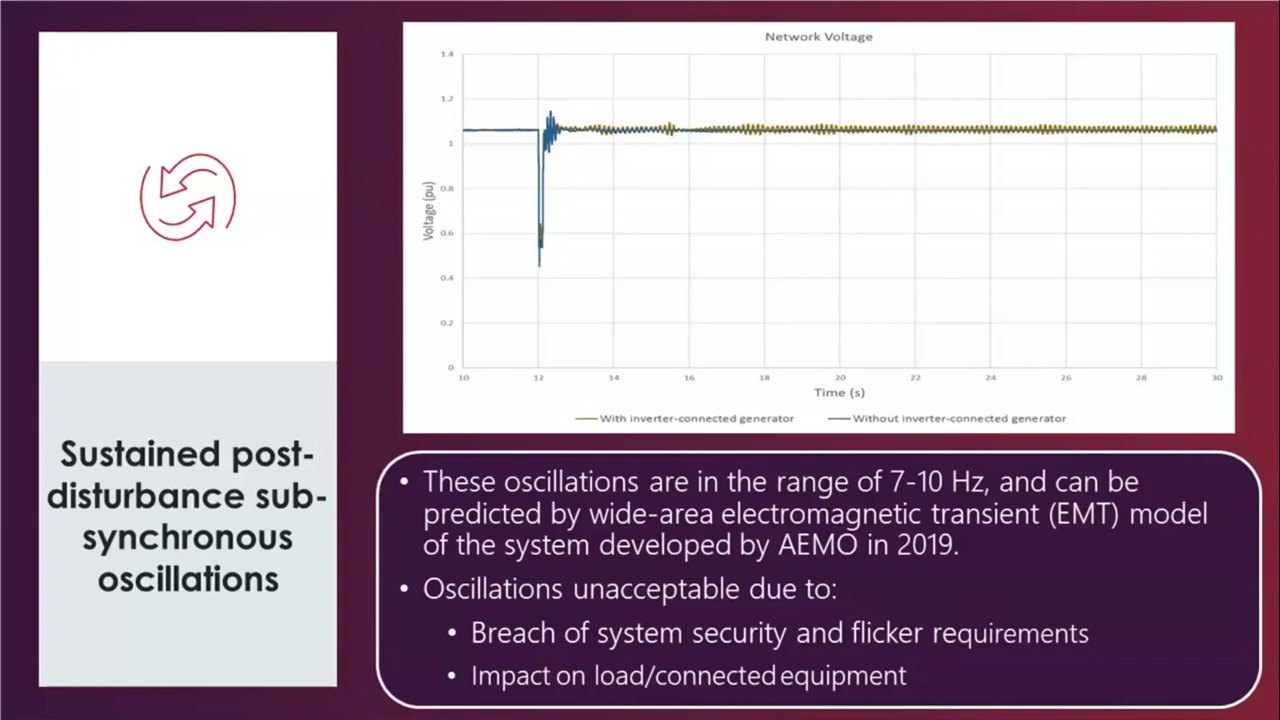 Sustained post-
disturbance sub-
synchronous
oscillations
Network Voltage
1.4
1.2
1
0.8
0.6
0.4
0.2
0
Voltage (pu)
10 12 14 16 18 20 22 24 26 28 30
Time (s)
With inverter-connected generator Without inverter-connected generator
• These oscillations are in the range of 7-10 Hz, and can be
predicted by wide-area electromagnetic transient (EMT) model
of the system developed by AEMO in 2019.
• Oscillations unacceptable due to:
• Breach of system security and flicker requirements
• Impact on load/connected equipment